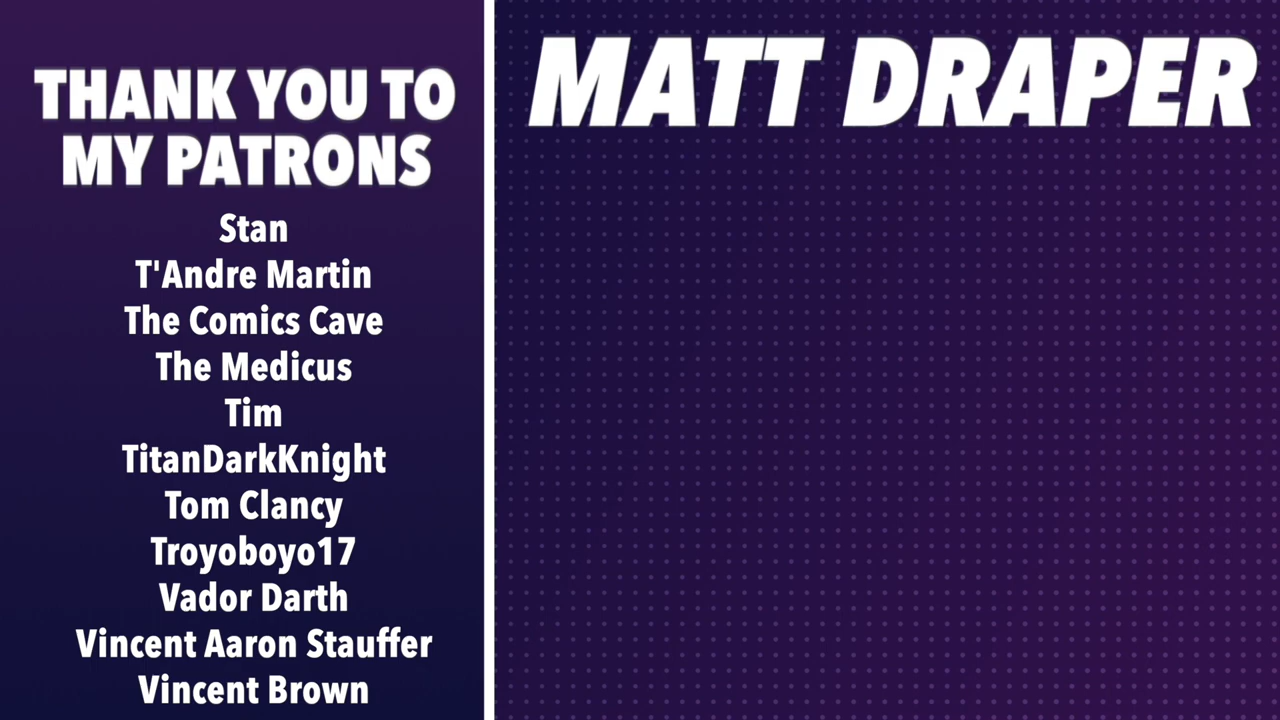 THANK YOU TO
MY PATRONS
Stan
T'Andre Martin
The Comics Cave
The Medicus
Tim
TitanDarkKnight
Tom Clancy
Troyoboyo17
Vador Darth
Vincent Aaron Stauffer
Vincent Brown
MATT DRAPER